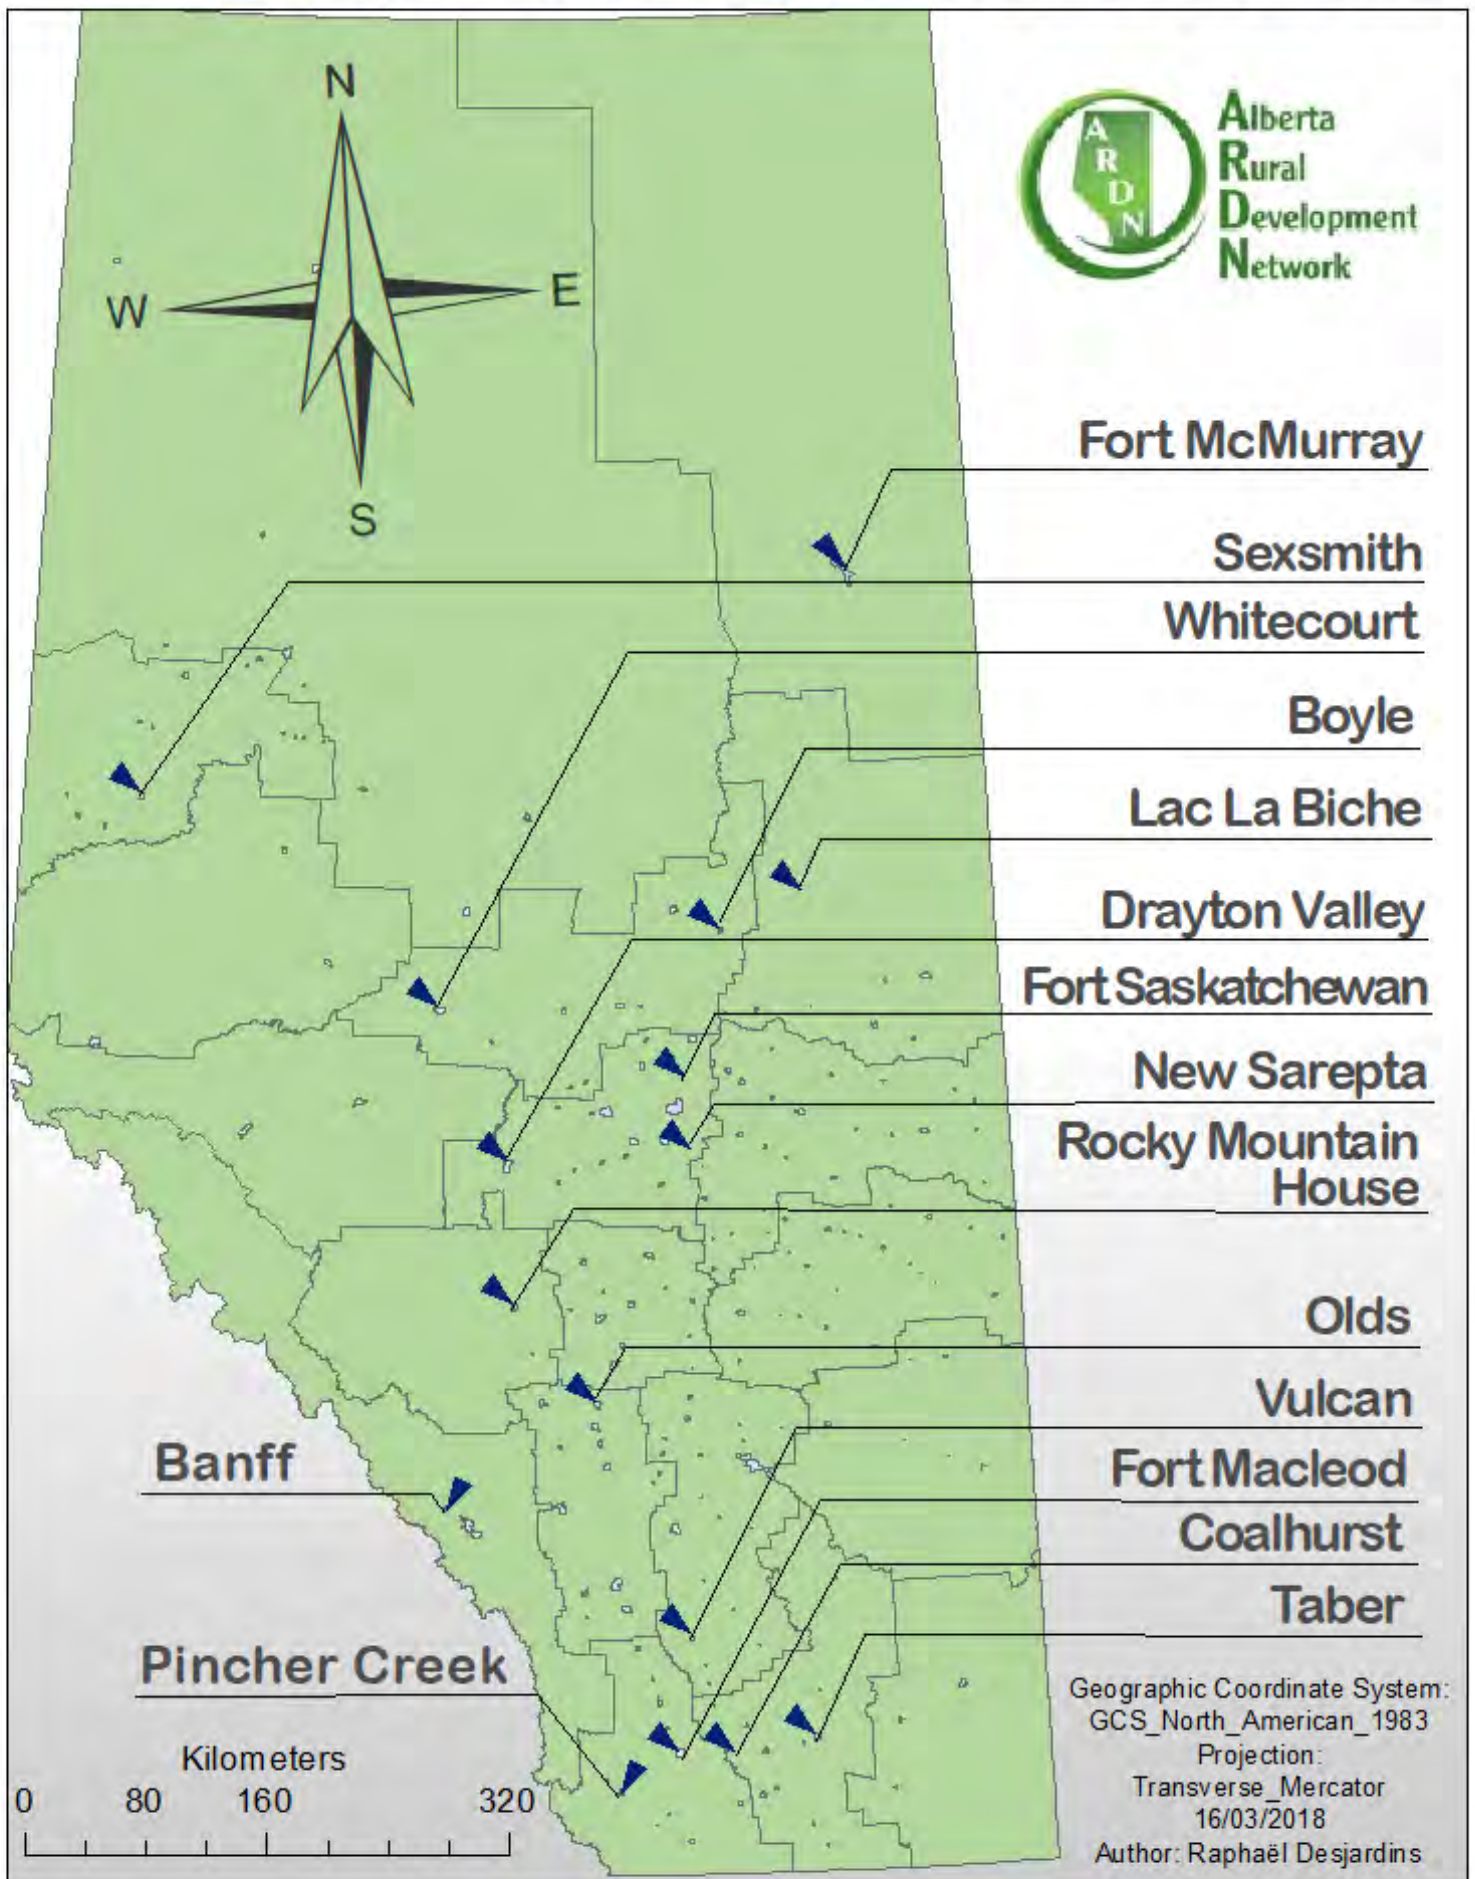 N
W
E
S
A
R
D
N
Alberta
Rural
Development
Network
Fort McMurray
Sexsmith
Whitecourt
Boyle
Lac La Biche
Drayton Valley
Fort Saskatchewan
New Sarepta
Rocky Mountain
House
Olds
Vulcan
Banff
Fort Macleod
Coalhurst
Taber
Pincher Creek
Kilometers
0 80 160 320
Geographic Coordinate System:
GCS_North_American_1983
Projection:
Transverse_Mercator
16/03/2018
Author: Raphaël Desjardins